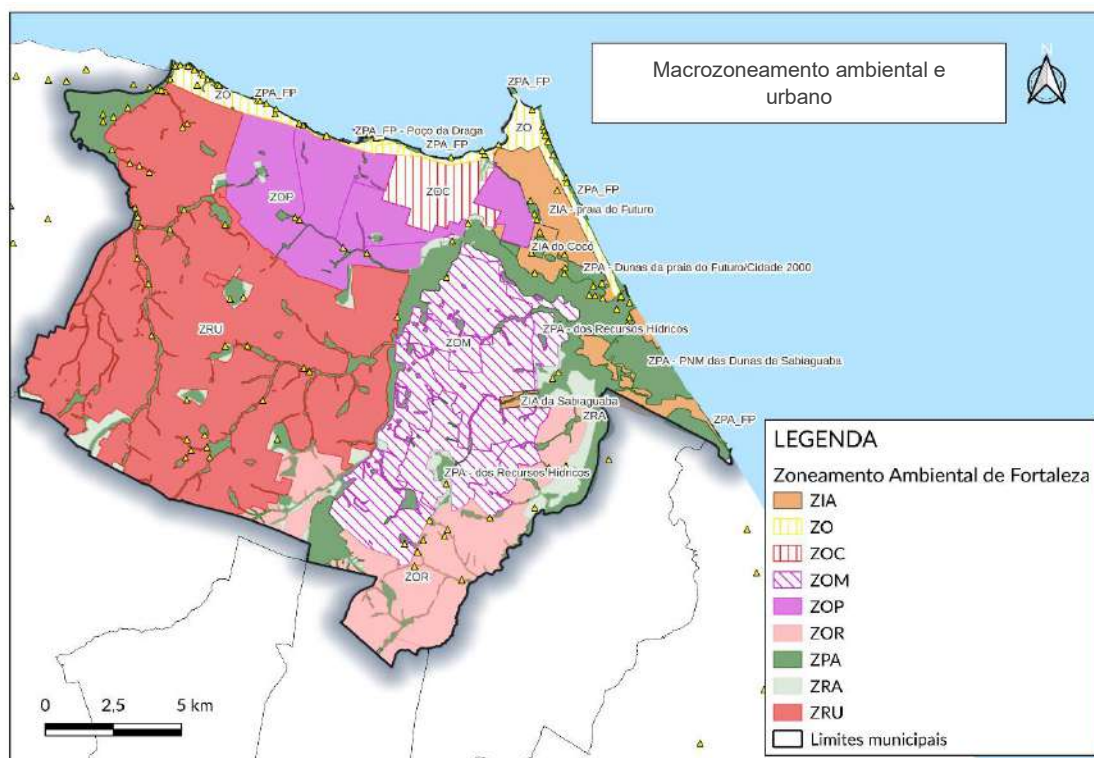 Macrozoneamento ambiental e
urbano
N
ZPA_FP
ZO
ZPA_FP
ZO
ZPA_FP - Poço da Draga
ZPA_FP
ZOC
ZPA_FP
ZOP
ZIA - praia do Futuro
ZIA do Cocó
ZPA - Dunas da praia do Futuro/Cidade 2000
ZRU
ZOM
ZPA - dos Recursos Hídricos
ZPA - PNM das Dunas da Sabiaguaba
ZIA da Sabiaguaba
ZRA
ZPA_FP
ZPA - dos Recursos Hídricos
ZOR
LEGENDA
Zoneamento Ambiental de Fortaleza
ZIA
ZO
ZOC
ZOM
ZOP
ZOR
ZPA
ZRA
ZRU
Limites municipais
0 2,5 5 km